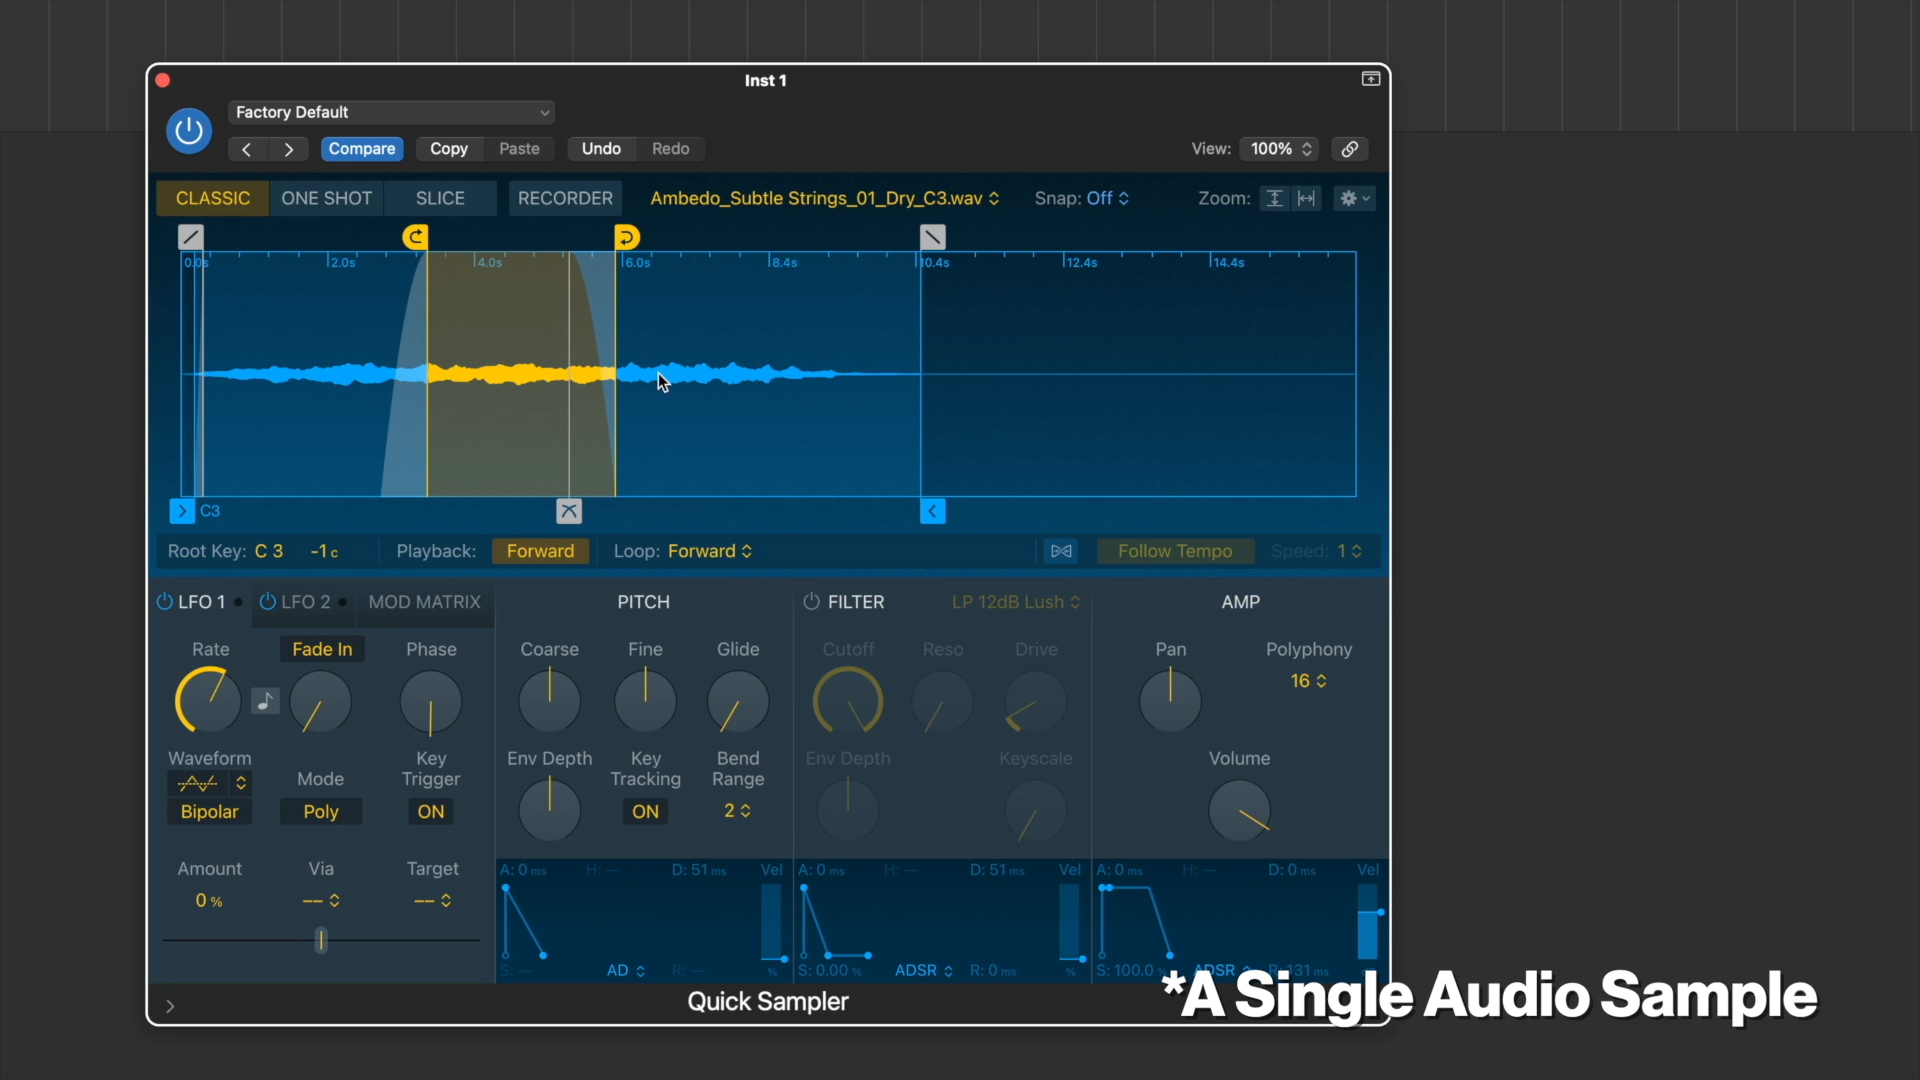 Inst 1
Factory Default
Compare Copy Paste Undo Redo View: 100%
CLASSIC ONE SHOT SLICE RECORDER Ambedo_Subtle Strings_01_Dry_C3.wav Snap: Off Zoom:
0.0s 2.0s 4.0s 6.0s 8.4s 10.4s 12.4s 14.4s
C3
Root Key: C 3 -1 c Playback: Forward Loop: Forward Follow Tempo Speed: 1
LFO 1 LFO 2 MOD MATRIX PITCH FILTER LP 12dB Lush AMP
Rate Fade In Phase Coarse Fine Glide Cutoff Reso Drive Pan Polyphony
16
Waveform Mode Key Trigger Env Depth Key Tracking Bend Range Env Depth Keyscale Volume
Bipolar Poly ON ON 2
Amount Via Target A: 0 ms H: — D: 51 ms Vel A: 0 ms H: — D: 51 ms Vel A: 0 ms H: — D: 0 ms Vel
0 % -- --
S: — AD R: — % S: 0.00 % ADSR R: 0 ms % S: 100.0 % ADSR R: 131 ms
Quick Sampler
*A Single Audio Sample